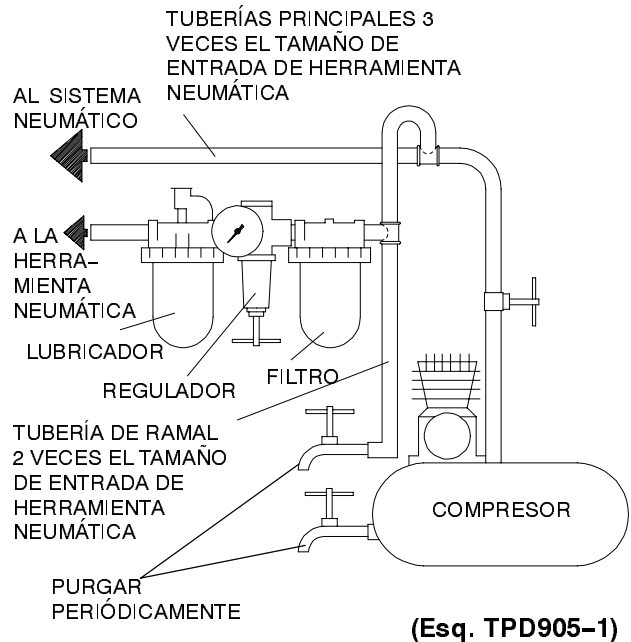 TUBERÍAS PRINCIPALES 3
VECES EL TAMAÑO DE
ENTRADA DE HERRAMIENTA
NEUMÁTICA
AL SISTEMA
NEUMÁTICO
A LA
HERRA–
MIENTA
NEUMÁTICA
LUBRICADOR
REGULADOR
FILTRO
TUBERÍA DE RAMAL
2 VECES EL TAMAÑO
DE ENTRADA DE
HERRAMIENTA
NEUMÁTICA
COMPRESOR
PURGAR
PERIÓDICAMENTE
(Esq. TPD905–1)